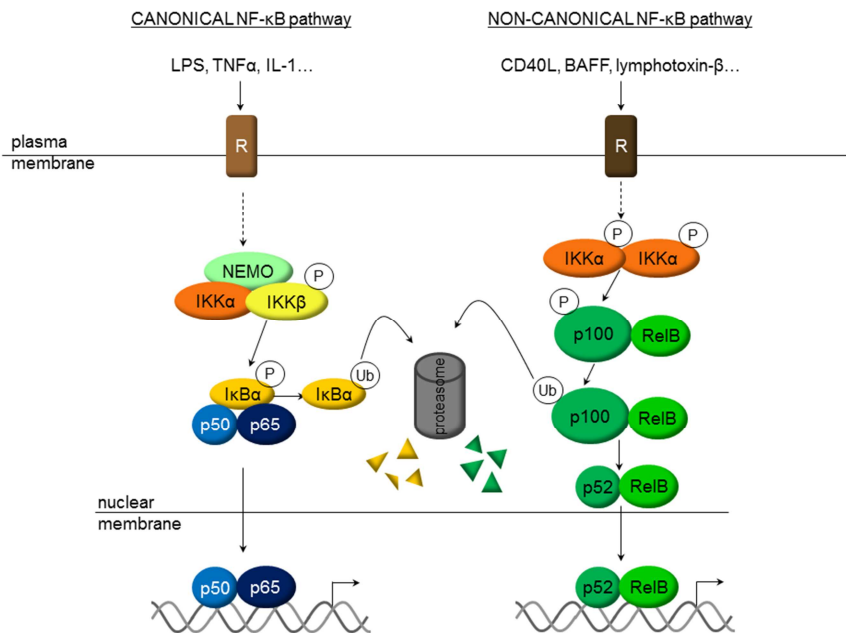 CANONICAL NF-κB pathway
NON-CANONICAL NF-κB pathway
LPS, TNFα, IL-1…
CD40L, BAFF, lymphotoxin-β…
plasma
membrane
R
R
NEMO
IKKα
IKKβ
P
P
P
IKKα
IKKα
P
p100
RelB
P
IκBα
Ub
IκBα
p50
p65
proteasome
Ub
p100
RelB
p52
RelB
nuclear
membrane
p50
p65
p52
RelB